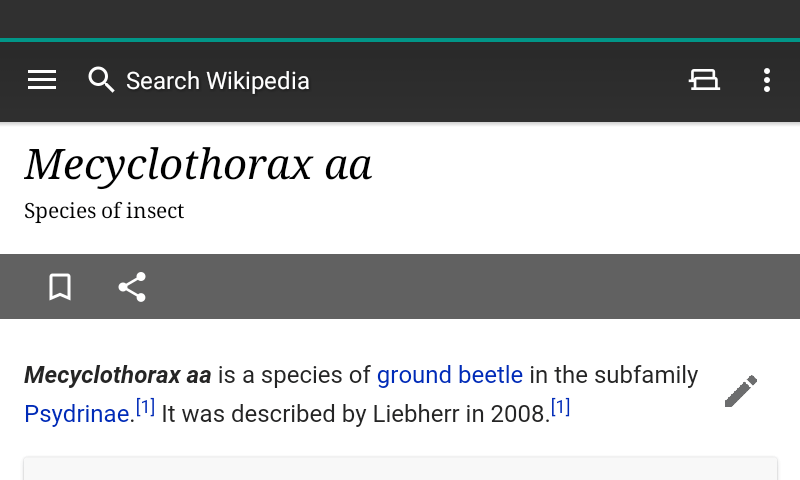 Search Wikipedia
Mecyclothorax aa
Species of insect
Mecyclothorax aa is a species of ground beetle in the subfamily
Psydrinae.[1] It was described by Liebherr in 2008.[1]